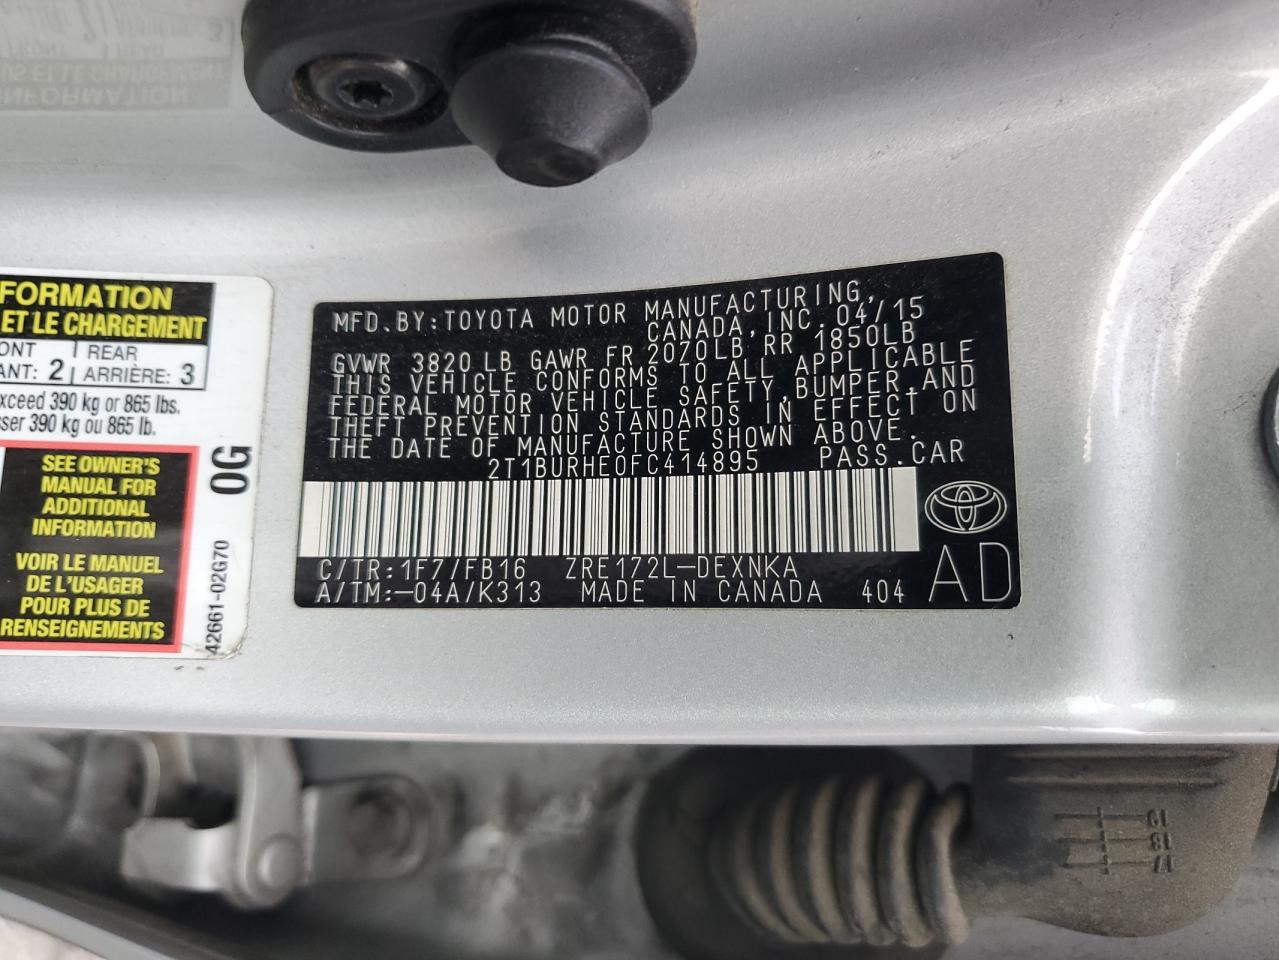 FORMATION
ET LE CHARGEMENT
ONT 2 REAR
ANT: ARRIÈRE: 3
xceed 390 kg or 865 lbs.
sser 390 kg ou 865 lb.
SEE OWNER'S
MANUAL FOR
ADDITIONAL
INFORMATION
VOIR LE MANUEL
DE L'USAGER
POUR PLUS DE
RENSEIGNEMENTS
0G
42661-02G70
MFD.BY:TOYOTA MOTOR MANUFACTURING,
CANADA,INC. 04/15
GVWR 3820 LB GAWR FR 2070LB RR 1850LB
THIS VEHICLE CONFORMS TO ALL APPLICABLE
FEDERAL MOTOR VEHICLE SAFETY,BUMPER,AND
THEFT PREVENTION STANDARDS IN EFFECT ON
THE DATE OF MANUFACTURE SHOWN ABOVE.
2T1BURHE0FC414895 PASS.CAR
C/TR:1F7/FB16 ZRE172L-DEXNKA
A/TM:-04A/K313 MADE IN CANADA 404
AD
19
18
17